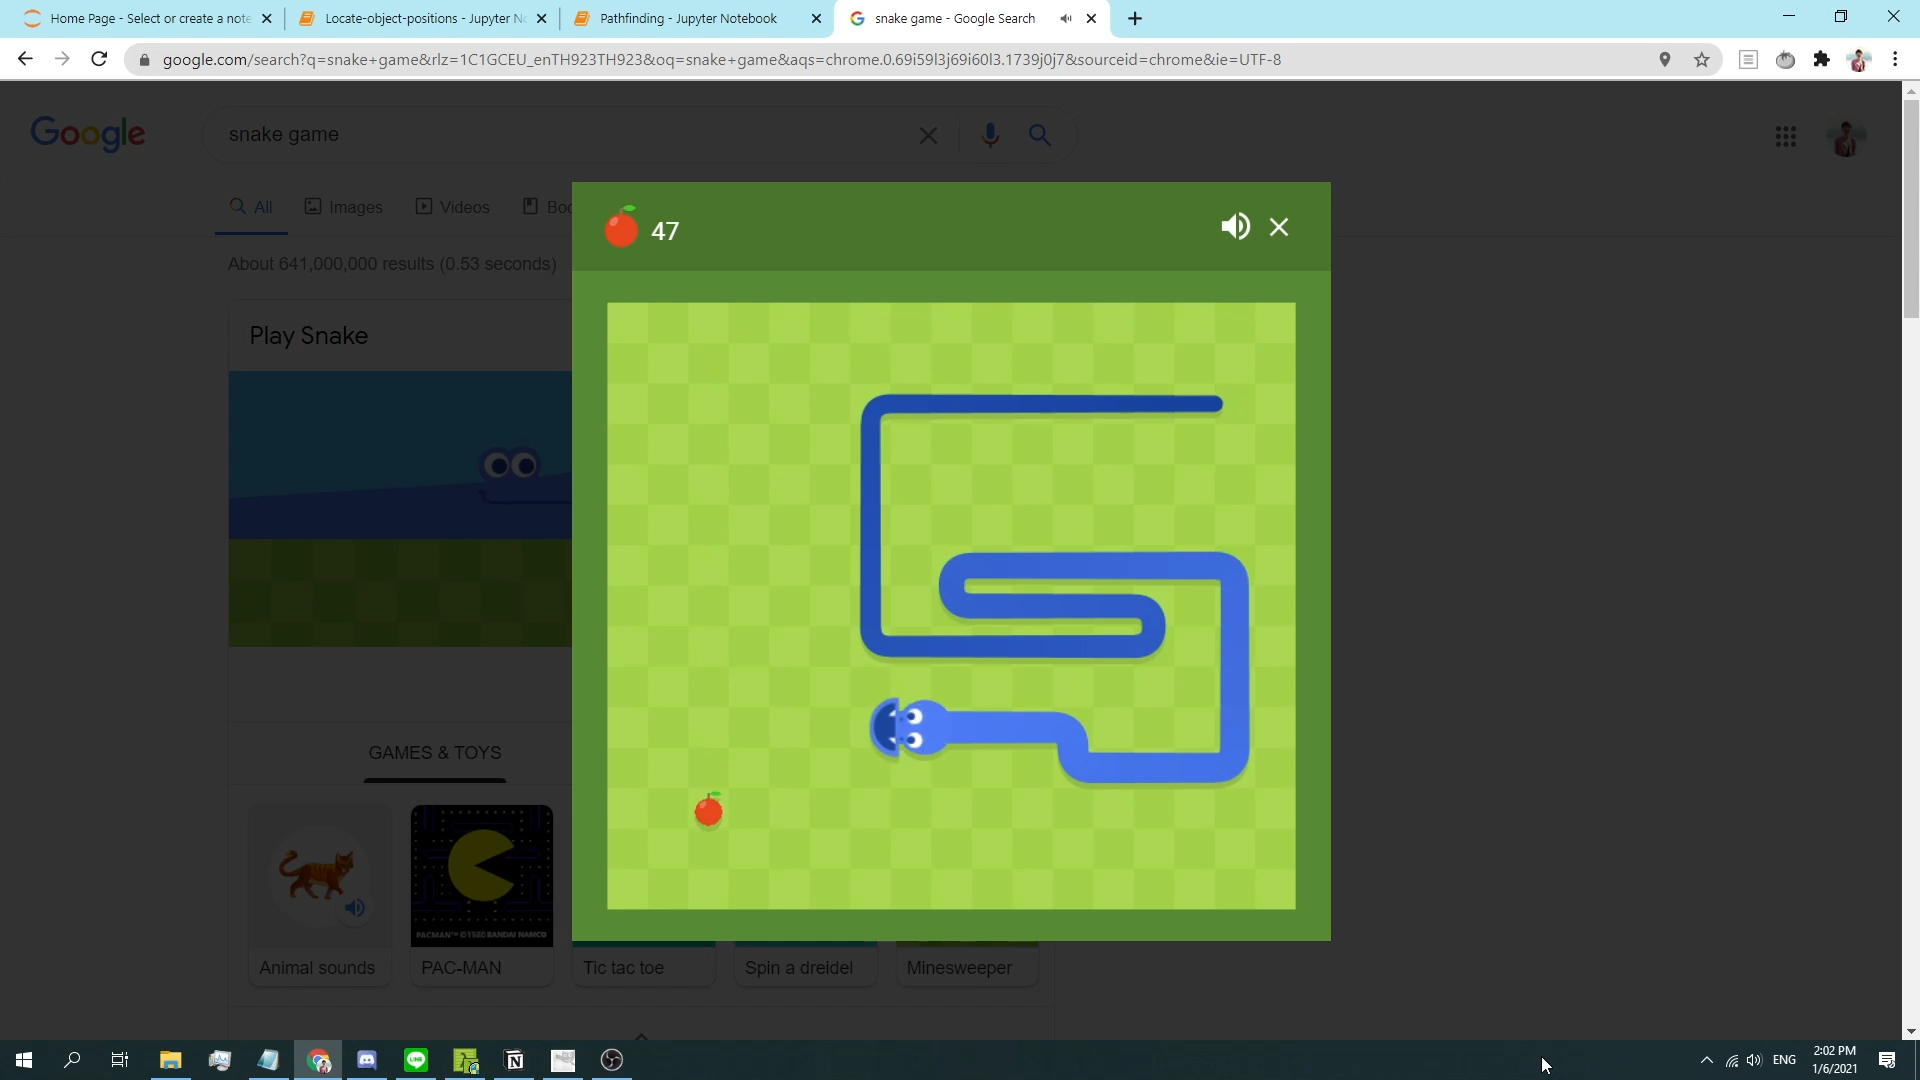 Home Page - Select or create a note
Locate-object-positions - Jupyter N
Pathfinding - Jupyter Notebook
snake game - Google Search
google.com/search?q=snake+game&rlz=1C1GCEU_enTH923TH923&oq=snake+game&aqs=chrome.0.69i59l3j69i60l3.1739j0j7&sourceid=chrome&ie=UTF-8
Google
snake game
All
Images
Videos
Boo
About 641,000,000 results (0.53 seconds)
47
Play Snake
GAMES & TOYS
PACMAN™ © 1980 BANDAI NAMCO
Animal sounds
PAC-MAN
Tic tac toe
Spin a dreidel
Minesweeper
ENG
2:02 PM
1/6/2021